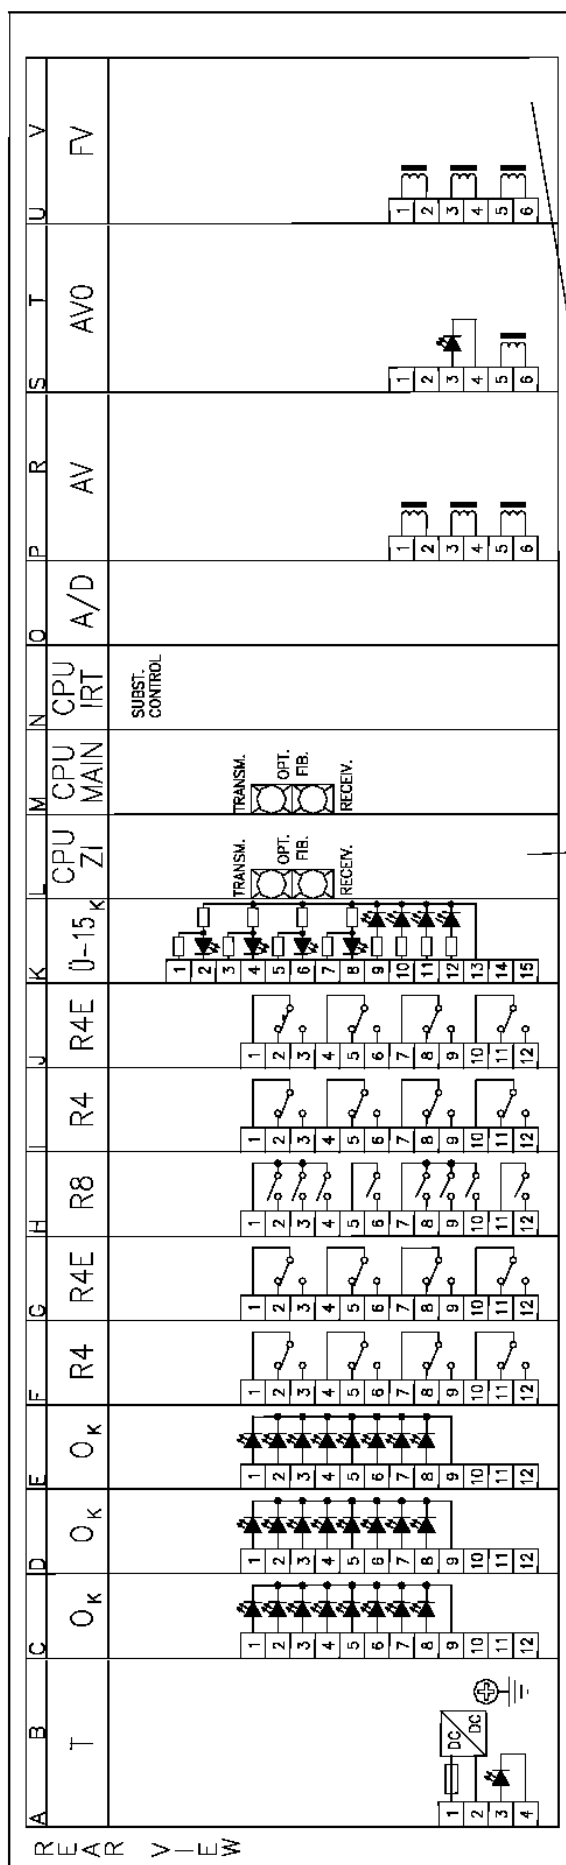 REAR
VIEW
A B C D E F G H I J K L M N O P R S T U V
T OK OK OK R4 R4E R8 R4 R4E O-15K CPU ZI CPU MAIN CPU IRT A/D AV AVO FV
SUBST.
CONTROL
TRANSM.
OPT.
FIB.
RECEIV.
TRANSM.
OPT.
FIB.
RECEIV.
DC
DC
1 2 3 4
1 2 3 4 5 6 7 8 9 10 11 12
1 2 3 4 5 6 7 8 9 10 11 12
1 2 3 4 5 6 7 8 9 10 11 12
1 2 3 4 5 6 7 8 9 10 11 12
1 2 3 4 5 6 7 8 9 10 11 12
1 2 3 4 5 6 7 8 9 10 11 12
1 2 3 4 5 6 7 8 9 10 11 12
1 2 3 4 5 6 7 8 9 10 11 12
1 2 3 4 5 6 7 8 9 10 11 12 13 14 15
1 2 3 4 5 6
1 2 3 4 5 6
1 2 3 4 5 6